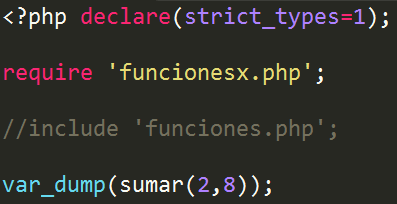 <?php declare(strict_types=1);
require 'funcionesx.php';
//include 'funciones.php';
var_dump(sumar(2,8));